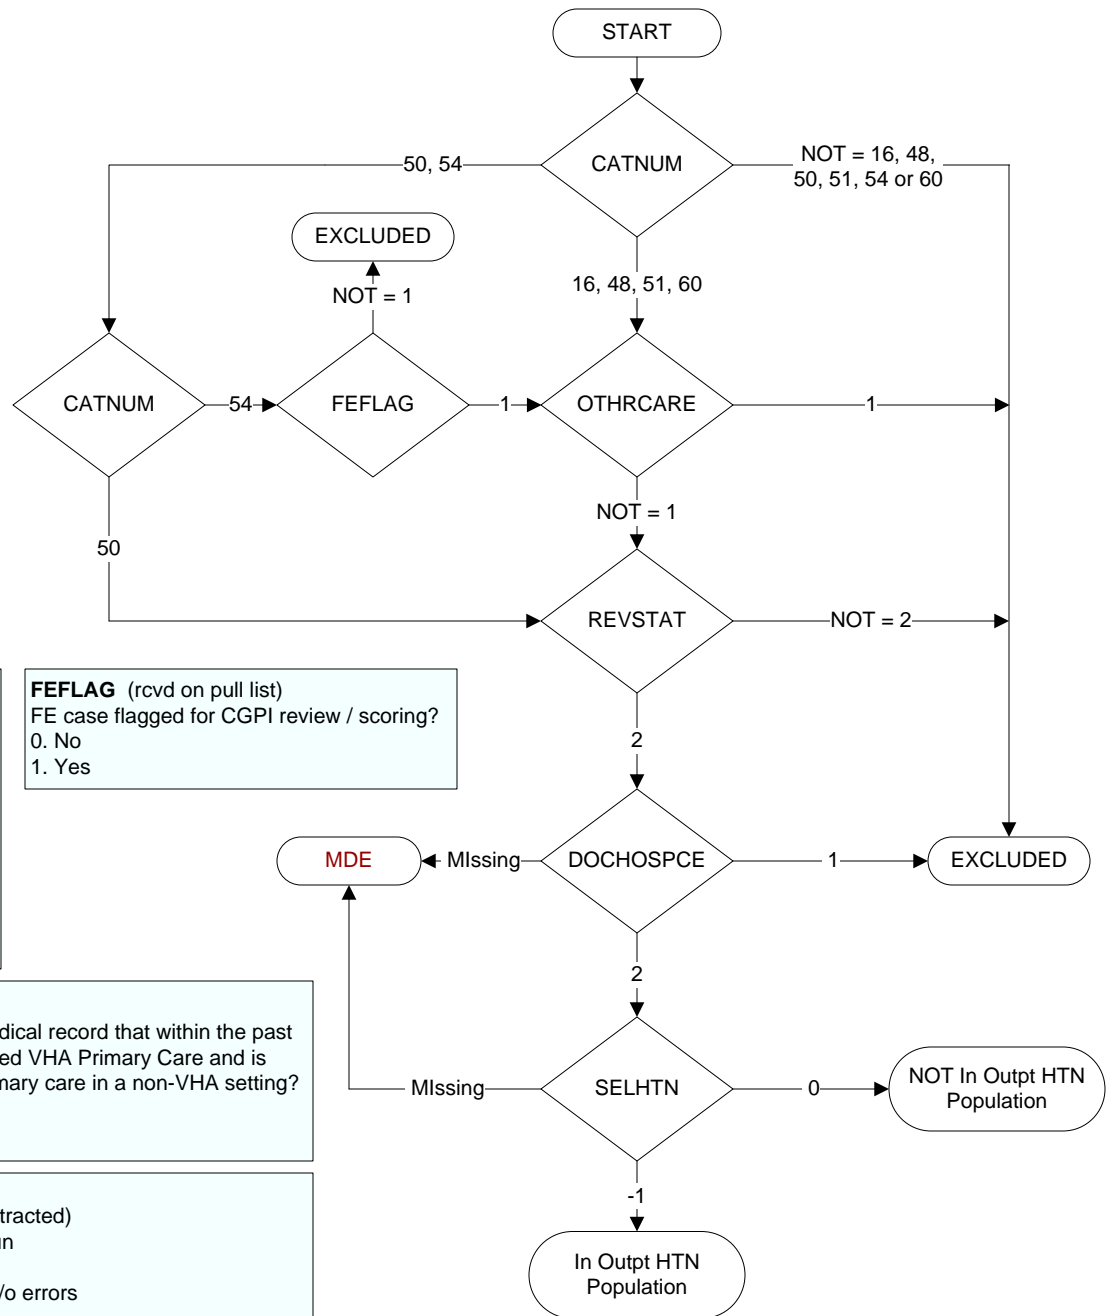 START
CATNUM
50, 54
NOT = 16, 48,
50, 51, 54 or 60
EXCLUDED
NOT = 1
16, 48, 51, 60
CATNUM
54
FEFLAG
1
OTHRCARE
1
NOT = 1
50
REVSTAT
NOT = 2
FEFLAG (rcvd on pull list)
FE case flagged for CGPI review / scoring?
0. No
1. Yes
2
MDE
MIssing
DOCHOSPCE
1
EXCLUDED
2
dical record that within the past
ed VHA Primary Care and is
mary care in a non-VHA setting?
MIssing
SELHTN
0
NOT In Outpt HTN
Population
-1
tracted)
un
/o errors
In Outpt HTN
Population